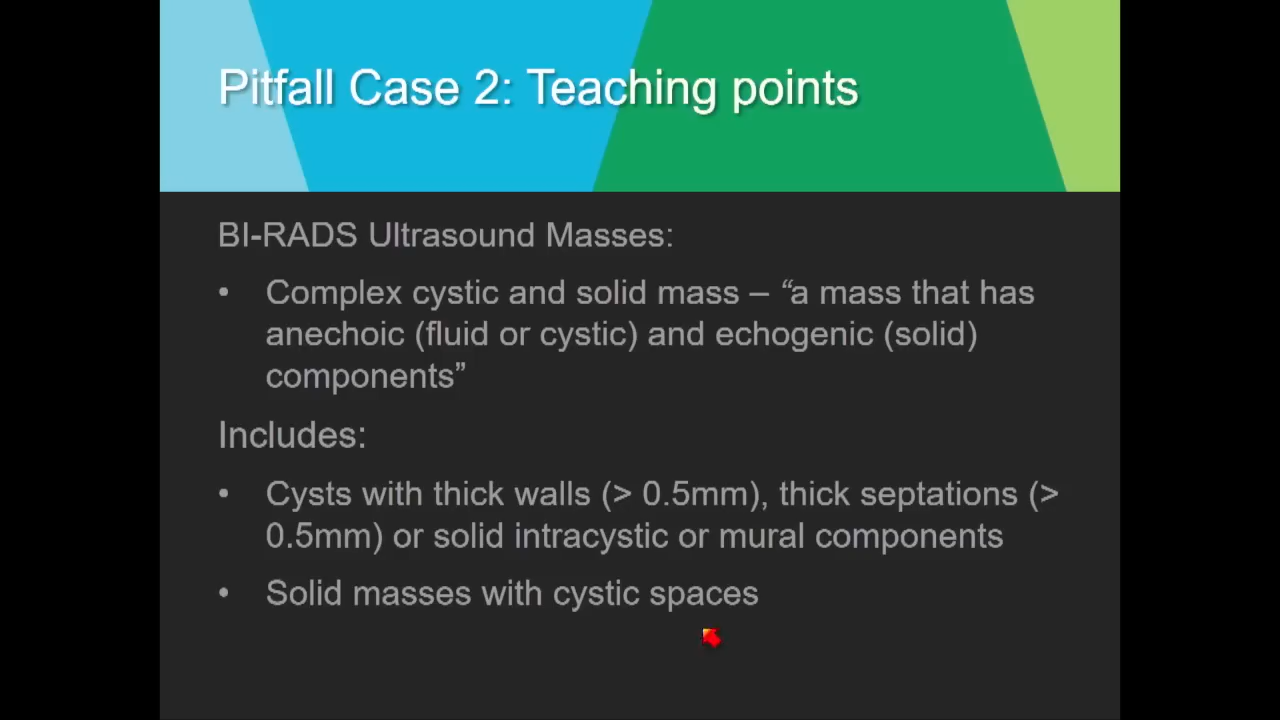 Pitfall Case 2: Teaching points
BI-RADS Ultrasound Masses:
• Complex cystic and solid mass – “a mass that has
anechoic (fluid or cystic) and echogenic (solid)
components”
Includes:
• Cysts with thick walls (> 0.5mm), thick septations (>
0.5mm) or solid intracystic or mural components
• Solid masses with cystic spaces